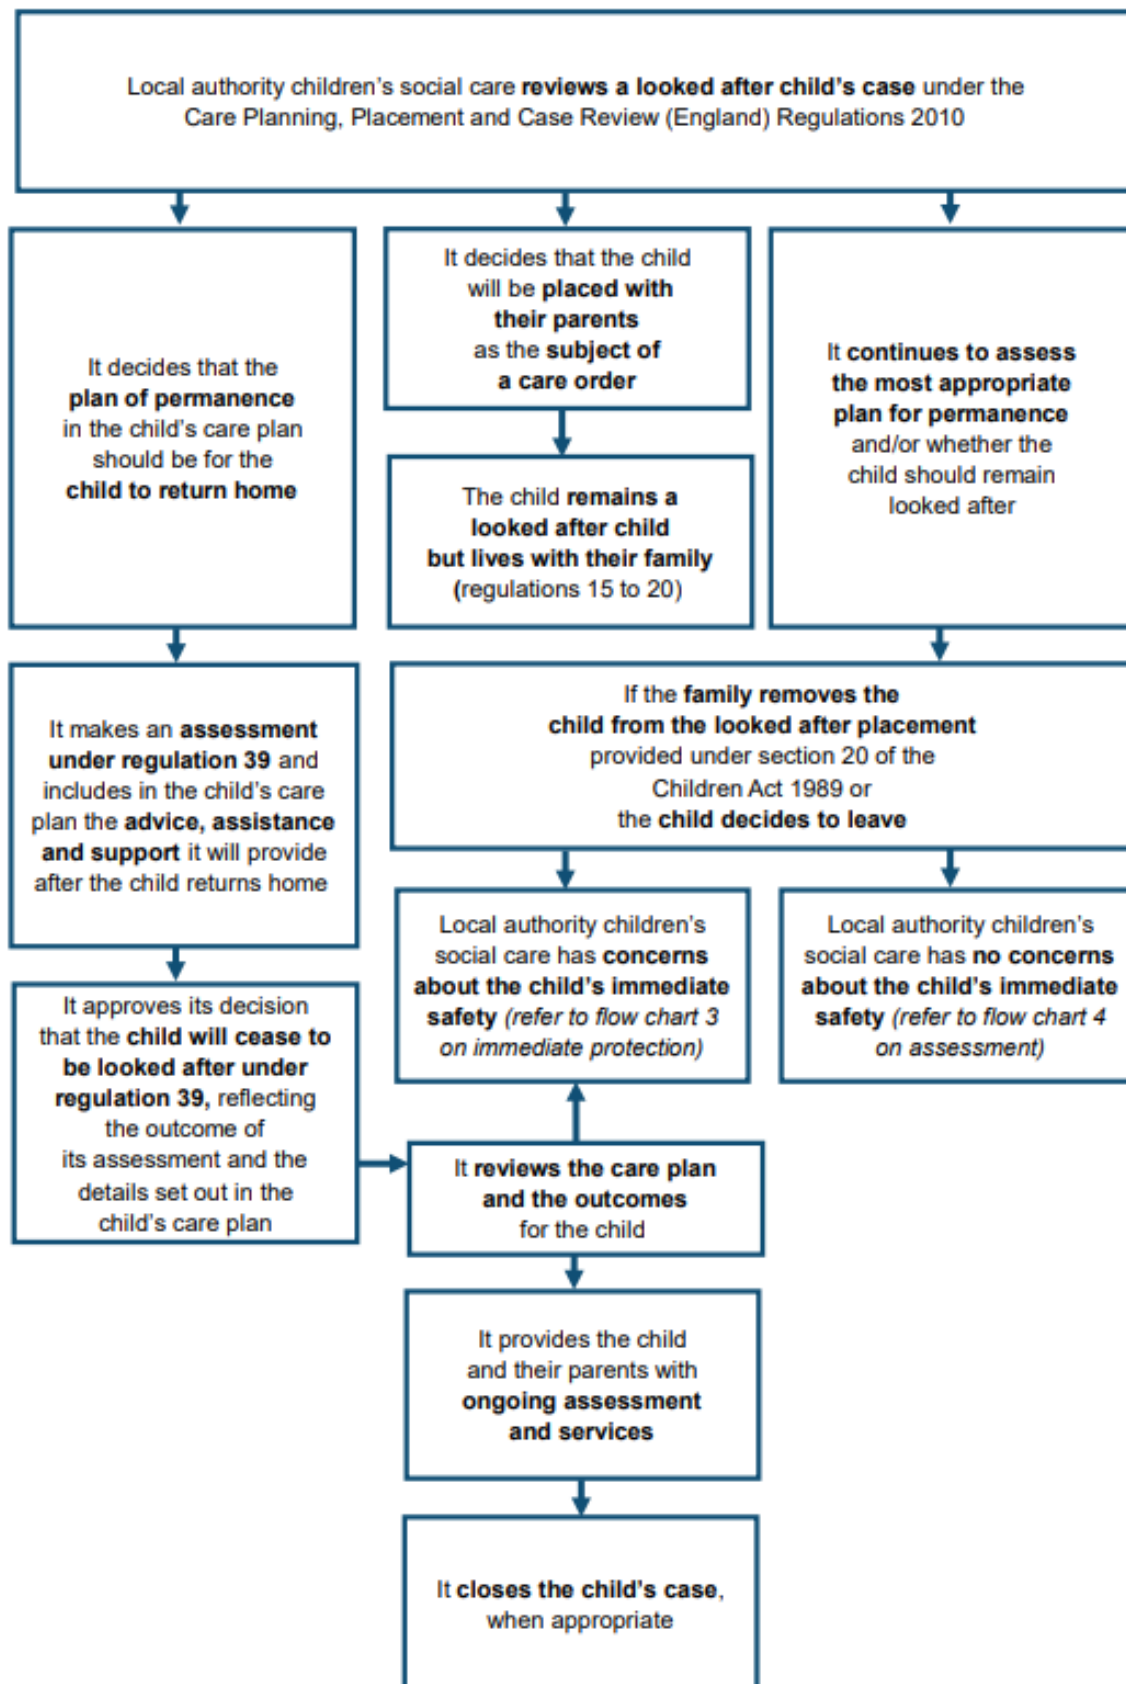 Local authority children’s social care reviews a looked after child’s case under the
Care Planning, Placement and Case Review (England) Regulations 2010
It decides that the
plan of permanence
in the child’s care plan
should be for the
child to return home
It decides that the child
will be placed with
their parents
as the subject of
a care order
The child remains a
looked after child
but lives with their family
(regulations 15 to 20)
It continues to assess
the most appropriate
plan for permanence
and/or whether the
child should remain
looked after
It makes an assessment
under regulation 39 and
includes in the child’s care
plan the advice, assistance
and support it will provide
after the child returns home
If the family removes the
child from the looked after placement
provided under section 20 of the
Children Act 1989 or
the child decides to leave
Local authority children’s
social care has concerns
about the child’s immediate
safety (refer to flow chart 3
on immediate protection)
Local authority children’s
social care has no concerns
about the child’s immediate
safety (refer to flow chart 4
on assessment)
It approves its decision
that the child will cease to
be looked after under
regulation 39, reflecting
the outcome of
its assessment and the
details set out in the
child’s care plan
It reviews the care plan
and the outcomes
for the child
It provides the child
and their parents with
ongoing assessment
and services
It closes the child’s case,
when appropriate